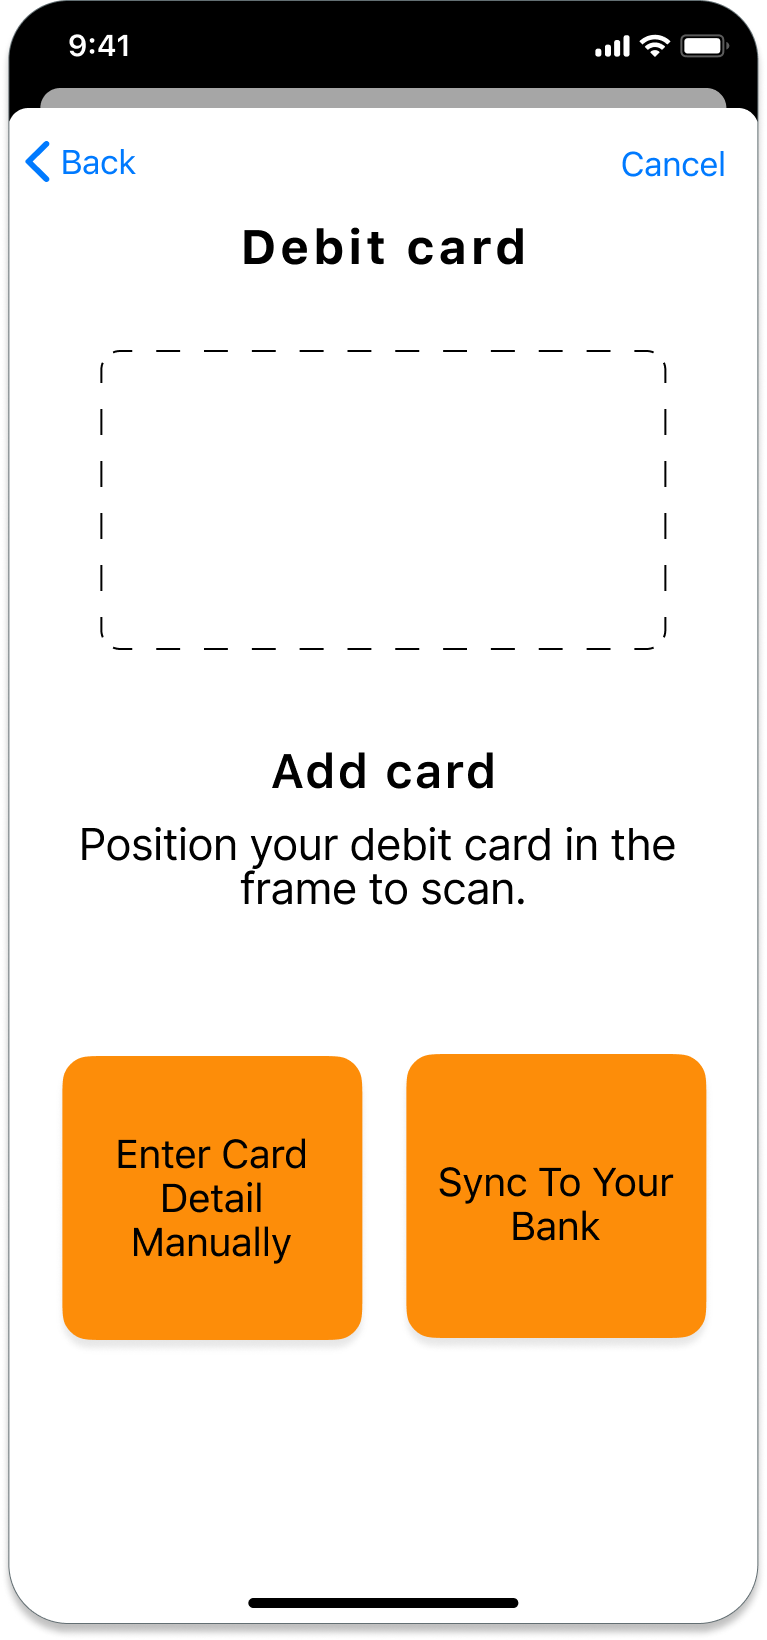 9:41
Back
Cancel
Debit card
Add card
Position your debit card in the
frame to scan.
Enter Card
Detail
Manually
Sync To Your
Bank